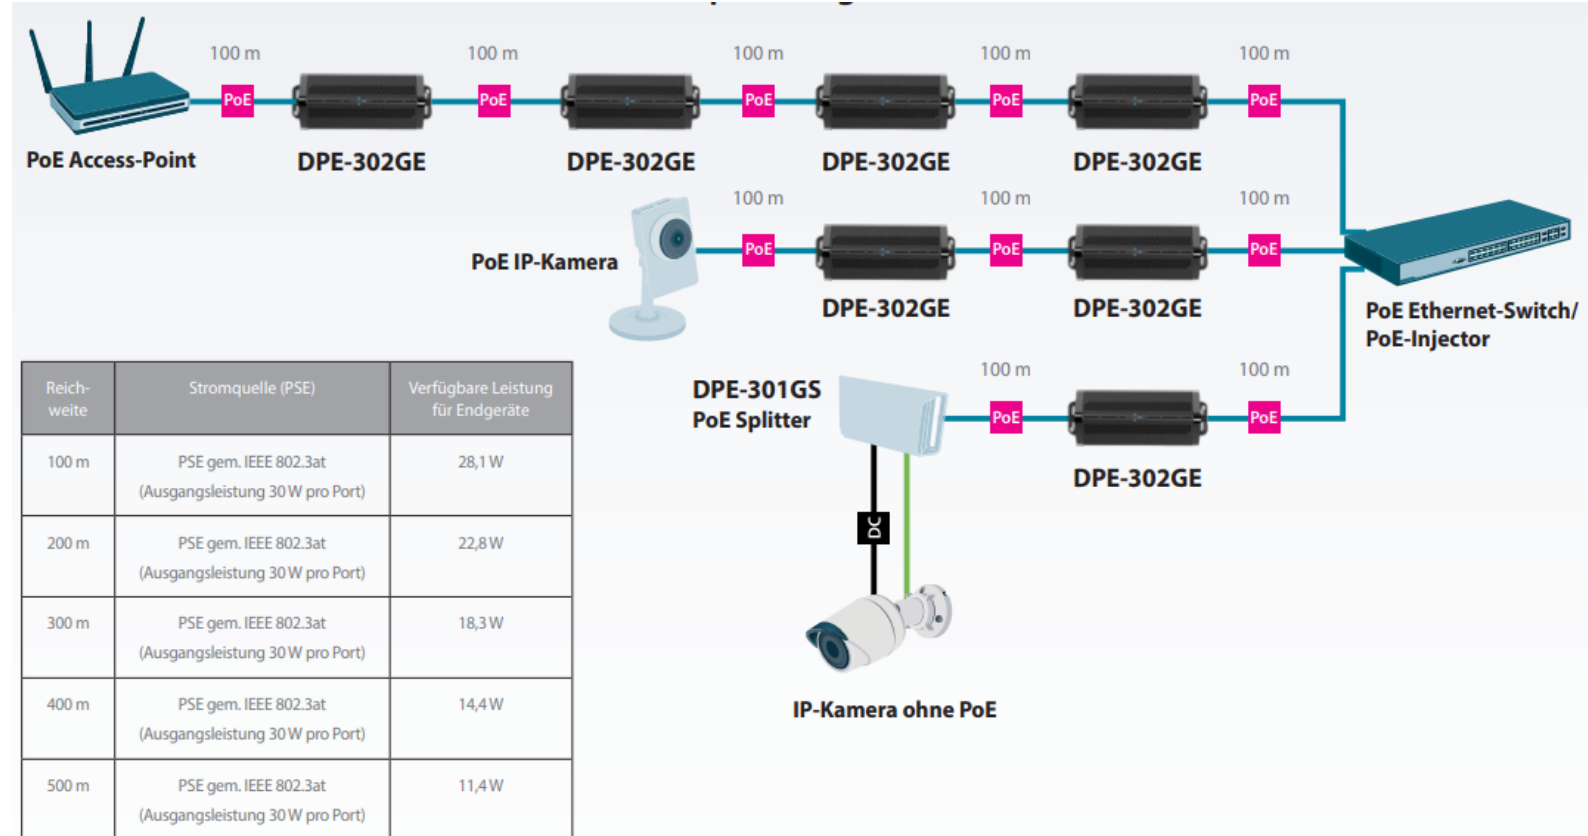 100 m
100 m
100 m
100 m
100 m
PoE
PoE
PoE
PoE
PoE
PoE Access-Point
DPE-302GE
DPE-302GE
DPE-302GE
DPE-302GE
100 m
100 m
100 m
PoE IP-Kamera
PoE
PoE
PoE
DPE-302GE
DPE-302GE
PoE Ethernet-Switch/
PoE-Injector
DPE-301GS
PoE Splitter
100 m
100 m
PoE
PoE
DPE-302GE
DC
IP-Kamera ohne PoE
Reich-
weite
Stromquelle (PSE)
Verfügbare Leistung
für Endgeräte
100 m
PSE gem. IEEE 802.3at
(Ausgangsleistung 30 W pro Port)
28,1 W
200 m
PSE gem. IEEE 802.3at
(Ausgangsleistung 30 W pro Port)
22,8 W
300 m
PSE gem. IEEE 802.3at
(Ausgangsleistung 30 W pro Port)
18,3 W
400 m
PSE gem. IEEE 802.3at
(Ausgangsleistung 30 W pro Port)
14,4 W
500 m
PSE gem. IEEE 802.3at
(Ausgangsleistung 30 W pro Port)
11,4 W